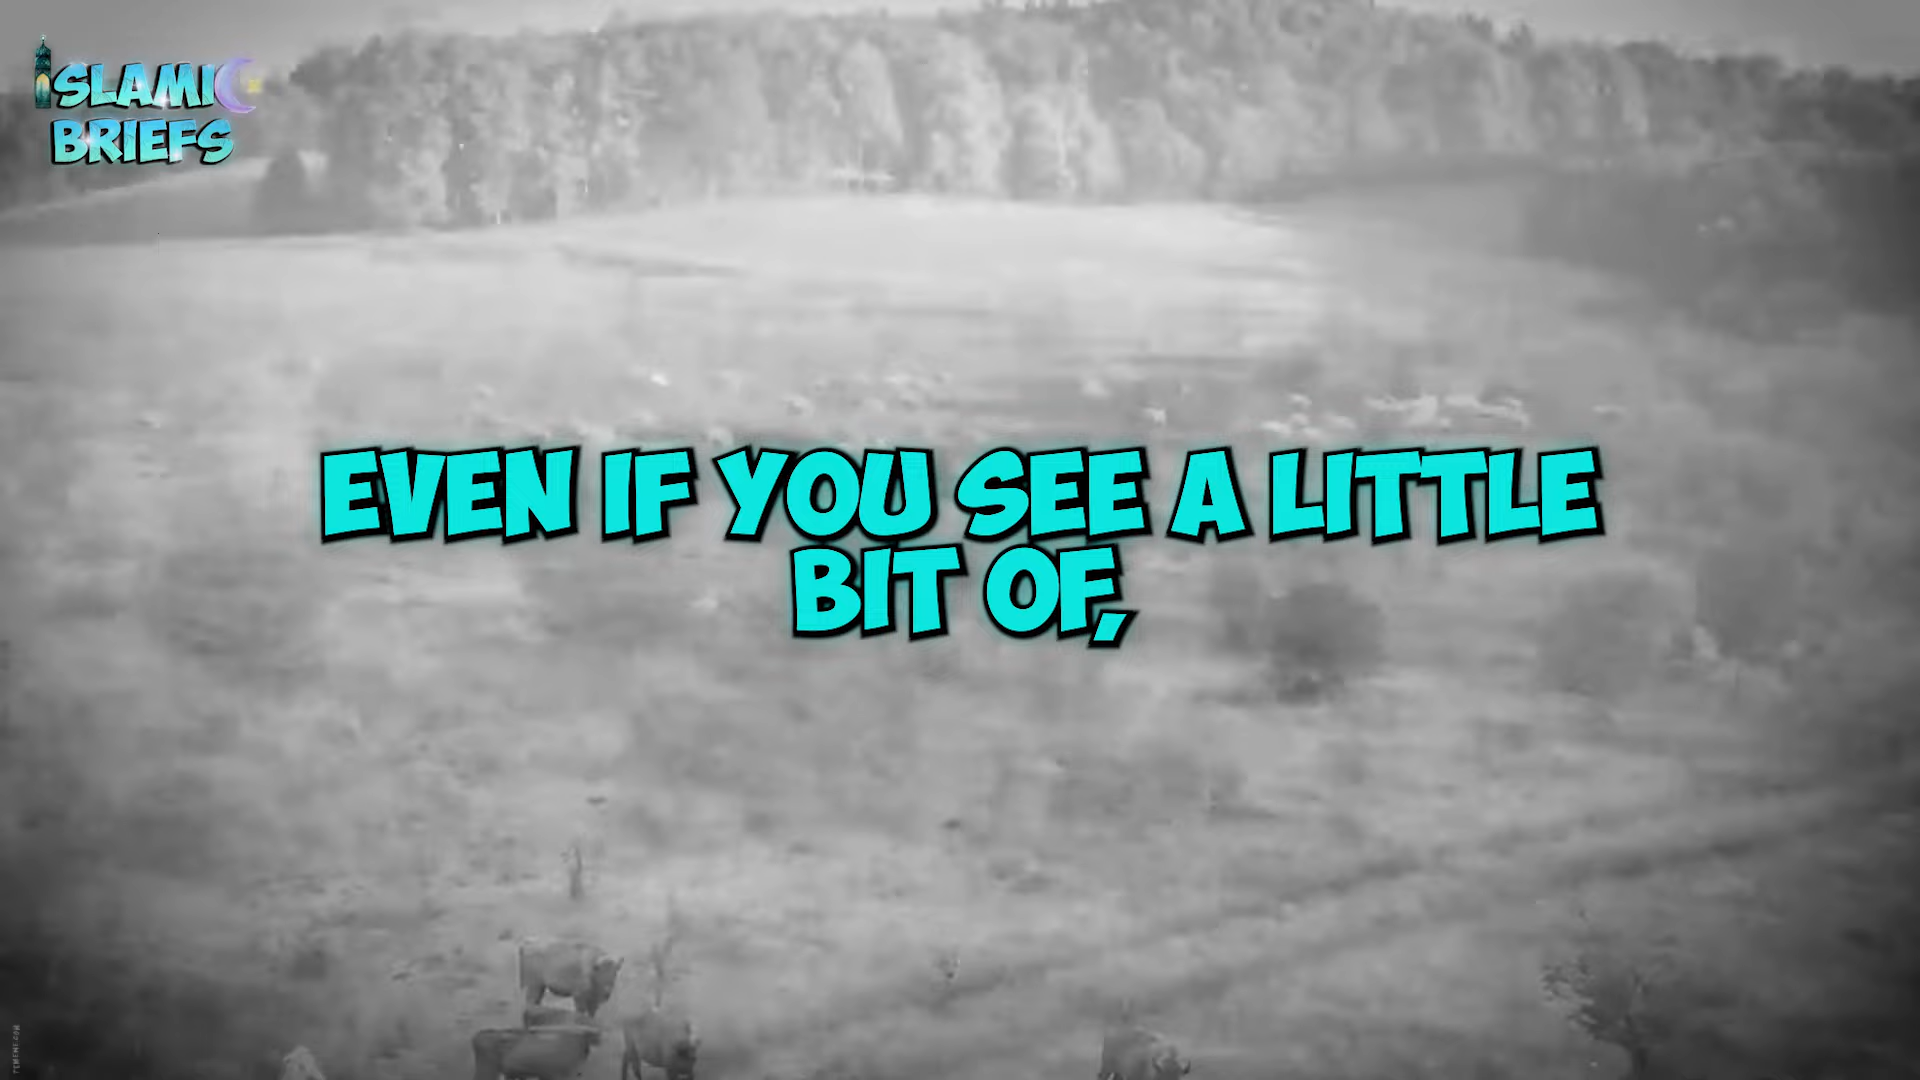 ISLAMIC
BRIEFS
EVEN IF YOU SEE A LITTLE
BIT OF,